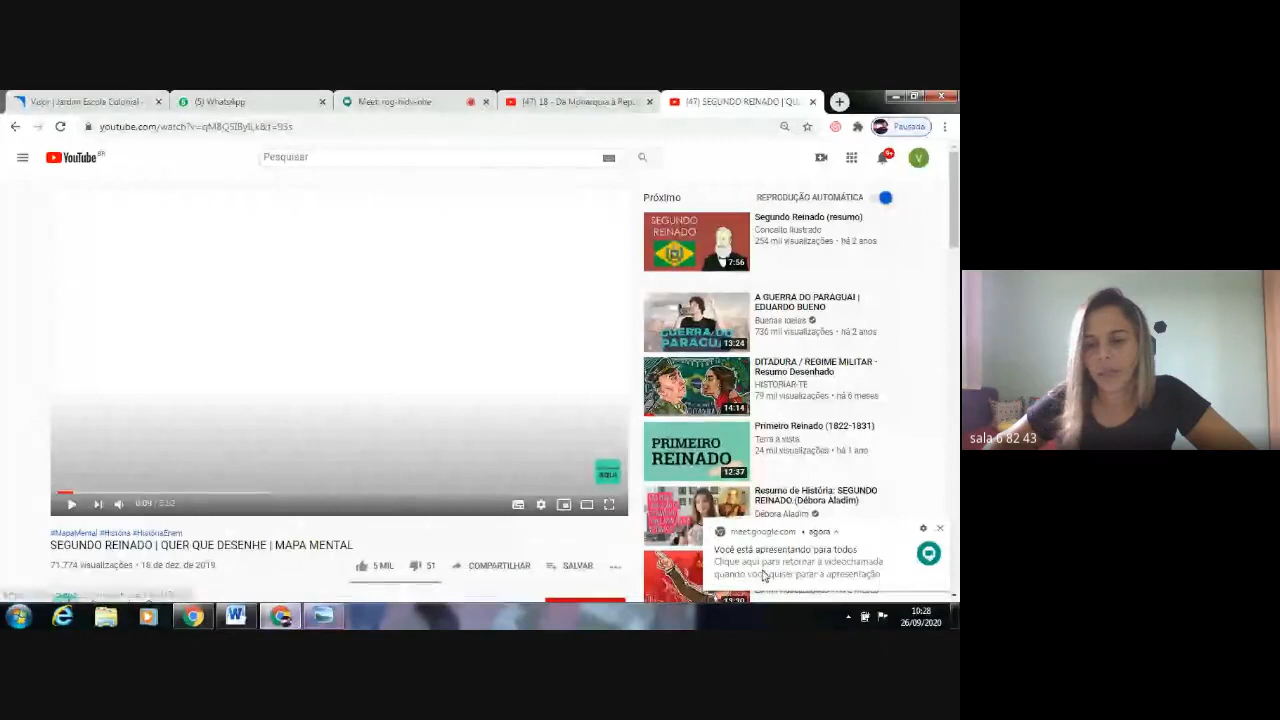 Visor | Jardim Escola Colonial -
(5) WhatsApp
Meet:
(47) 18 - Da Monarquia à Repú
(47) SEGUNDO REINADO | QU
Pausada
YouTube BR
Pesquisar
9+
V
Próximo
REPRODUÇÃO AUTOMÁTICA
SEGUNDO
REINADO
7:56
Segundo Reinado (resumo)
Conceito Ilustrado
254 mil visualizações • há 2 anos
GUERRA DO
PARAGUAI
13:24
A GUERRA DO PARAGUAI |
EDUARDO BUENO
Buenas Ideias
736 mil visualizações • há 2 anos
14:14
DITADURA / REGIME MILITAR -
Resumo Desenhado
HISTORIAR-TE
79 mil visualizações • há 6 meses
PRIMEIRO
REINADO
12:37
Primeiro Reinado (1822-1831)
Terra à vista
24 mil visualizações • há 1 ano
Resumo de História: SEGUNDO
REINADO (Débora Aladim)
Débora Aladim
0:09
#MapaMental #História #HistóriaEnem
SEGUNDO REINADO | QUER QUE DESENHE | MAPA MENTAL
71.774 visualizações • 18 de dez. de 2019
5 MIL
51
COMPARTILHAR
SALVAR
meet.google.com • agora
Você está apresentando para todos
Clique aqui para retornar à videochamada
quando você quiser parar a apresentação
10:28
26/09/2020
sala 6 82 43